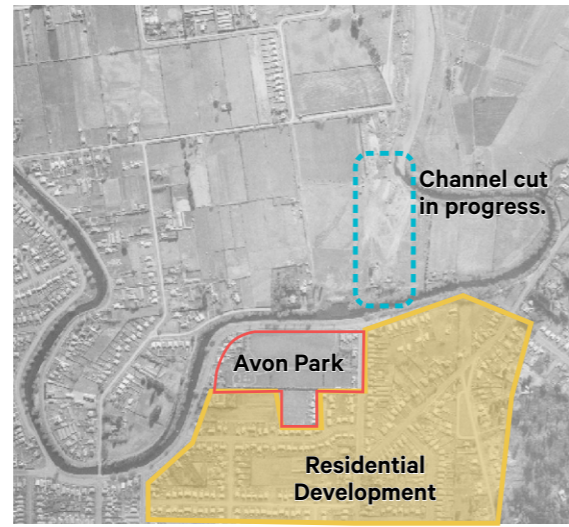 Channel cut
in progress.
Avon Park
Residential
Development